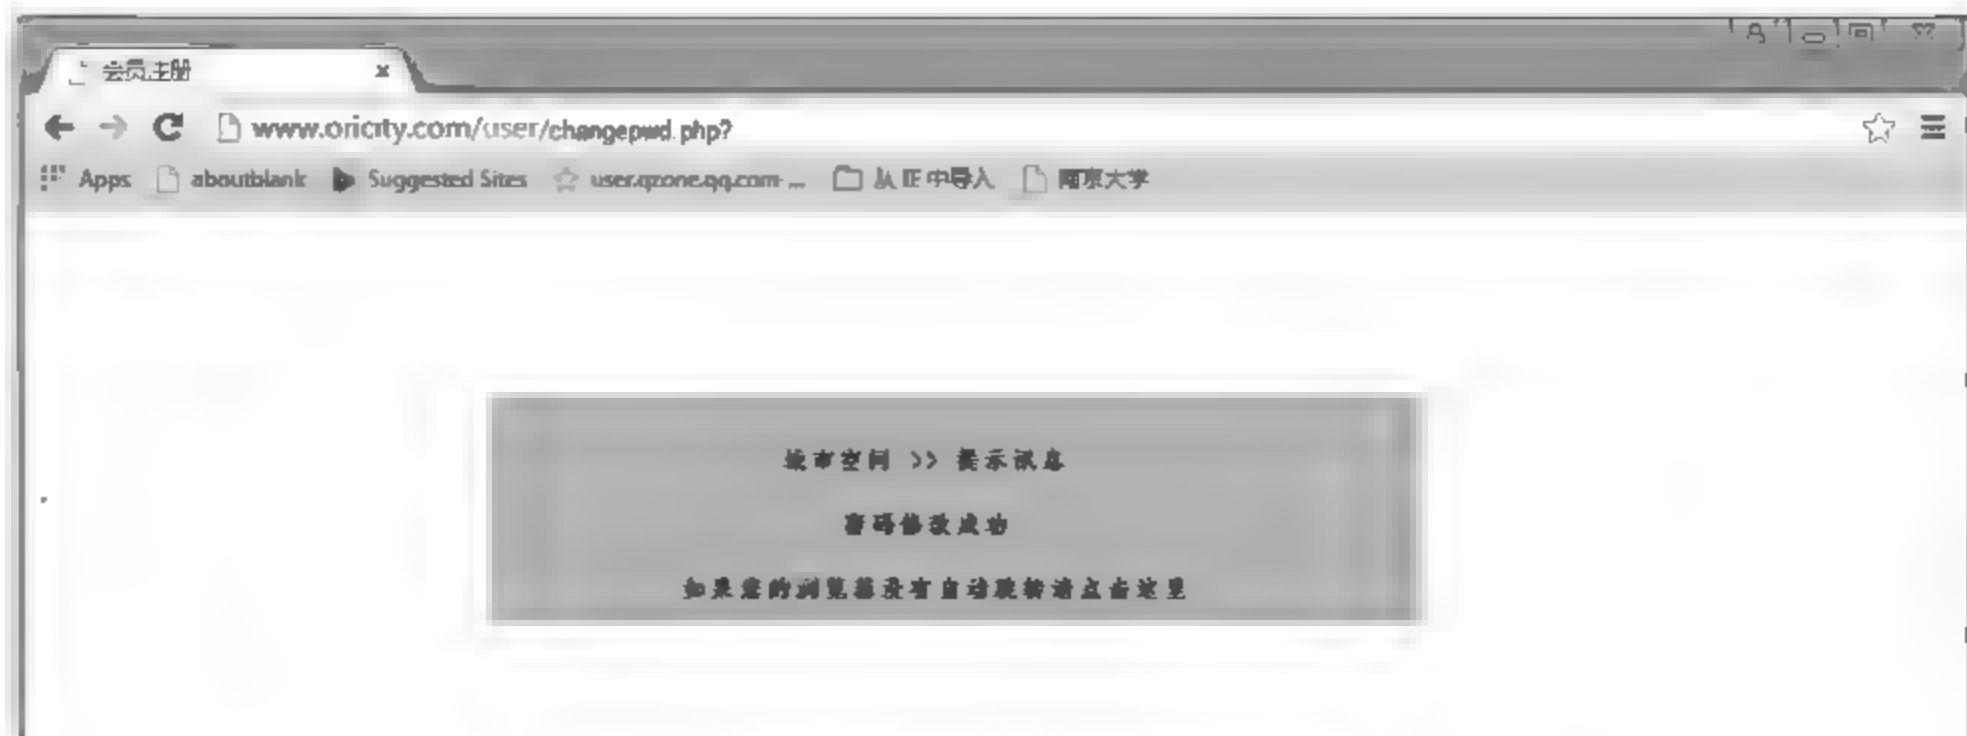 会员注册
www.oricity.com/user/changepwd.php?
Apps aboutblank Suggested Sites user.qzone.qq.com- ... 从 IE 中导入 南京大学
城市空间 >> 提示讯息
密码修改成功
如果您的浏览器没有自动跳转请点击这里